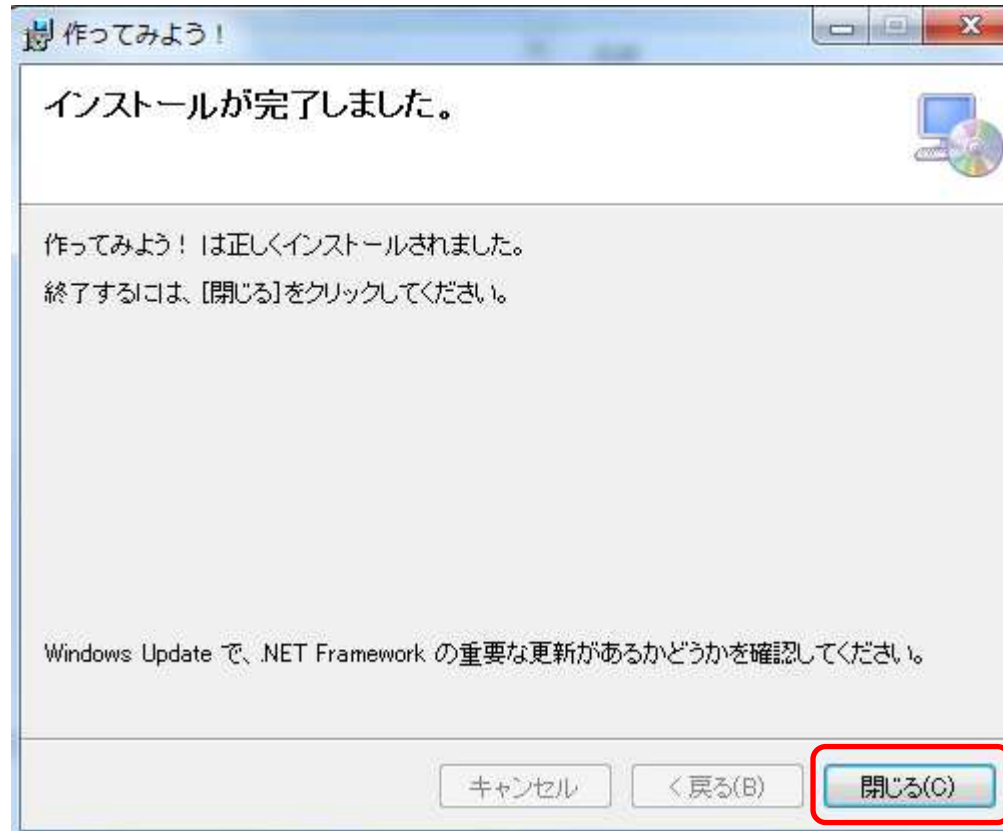 作ってみよう！
インストールが完了しました。
作ってみよう！ は正しくインストールされました。
終了するには、[閉じる]をクリックしてください。
Windows Update で、.NET Framework の重要な更新があるかどうかを確認してください。
キャンセル
< 戻る(B)
閉じる(C)